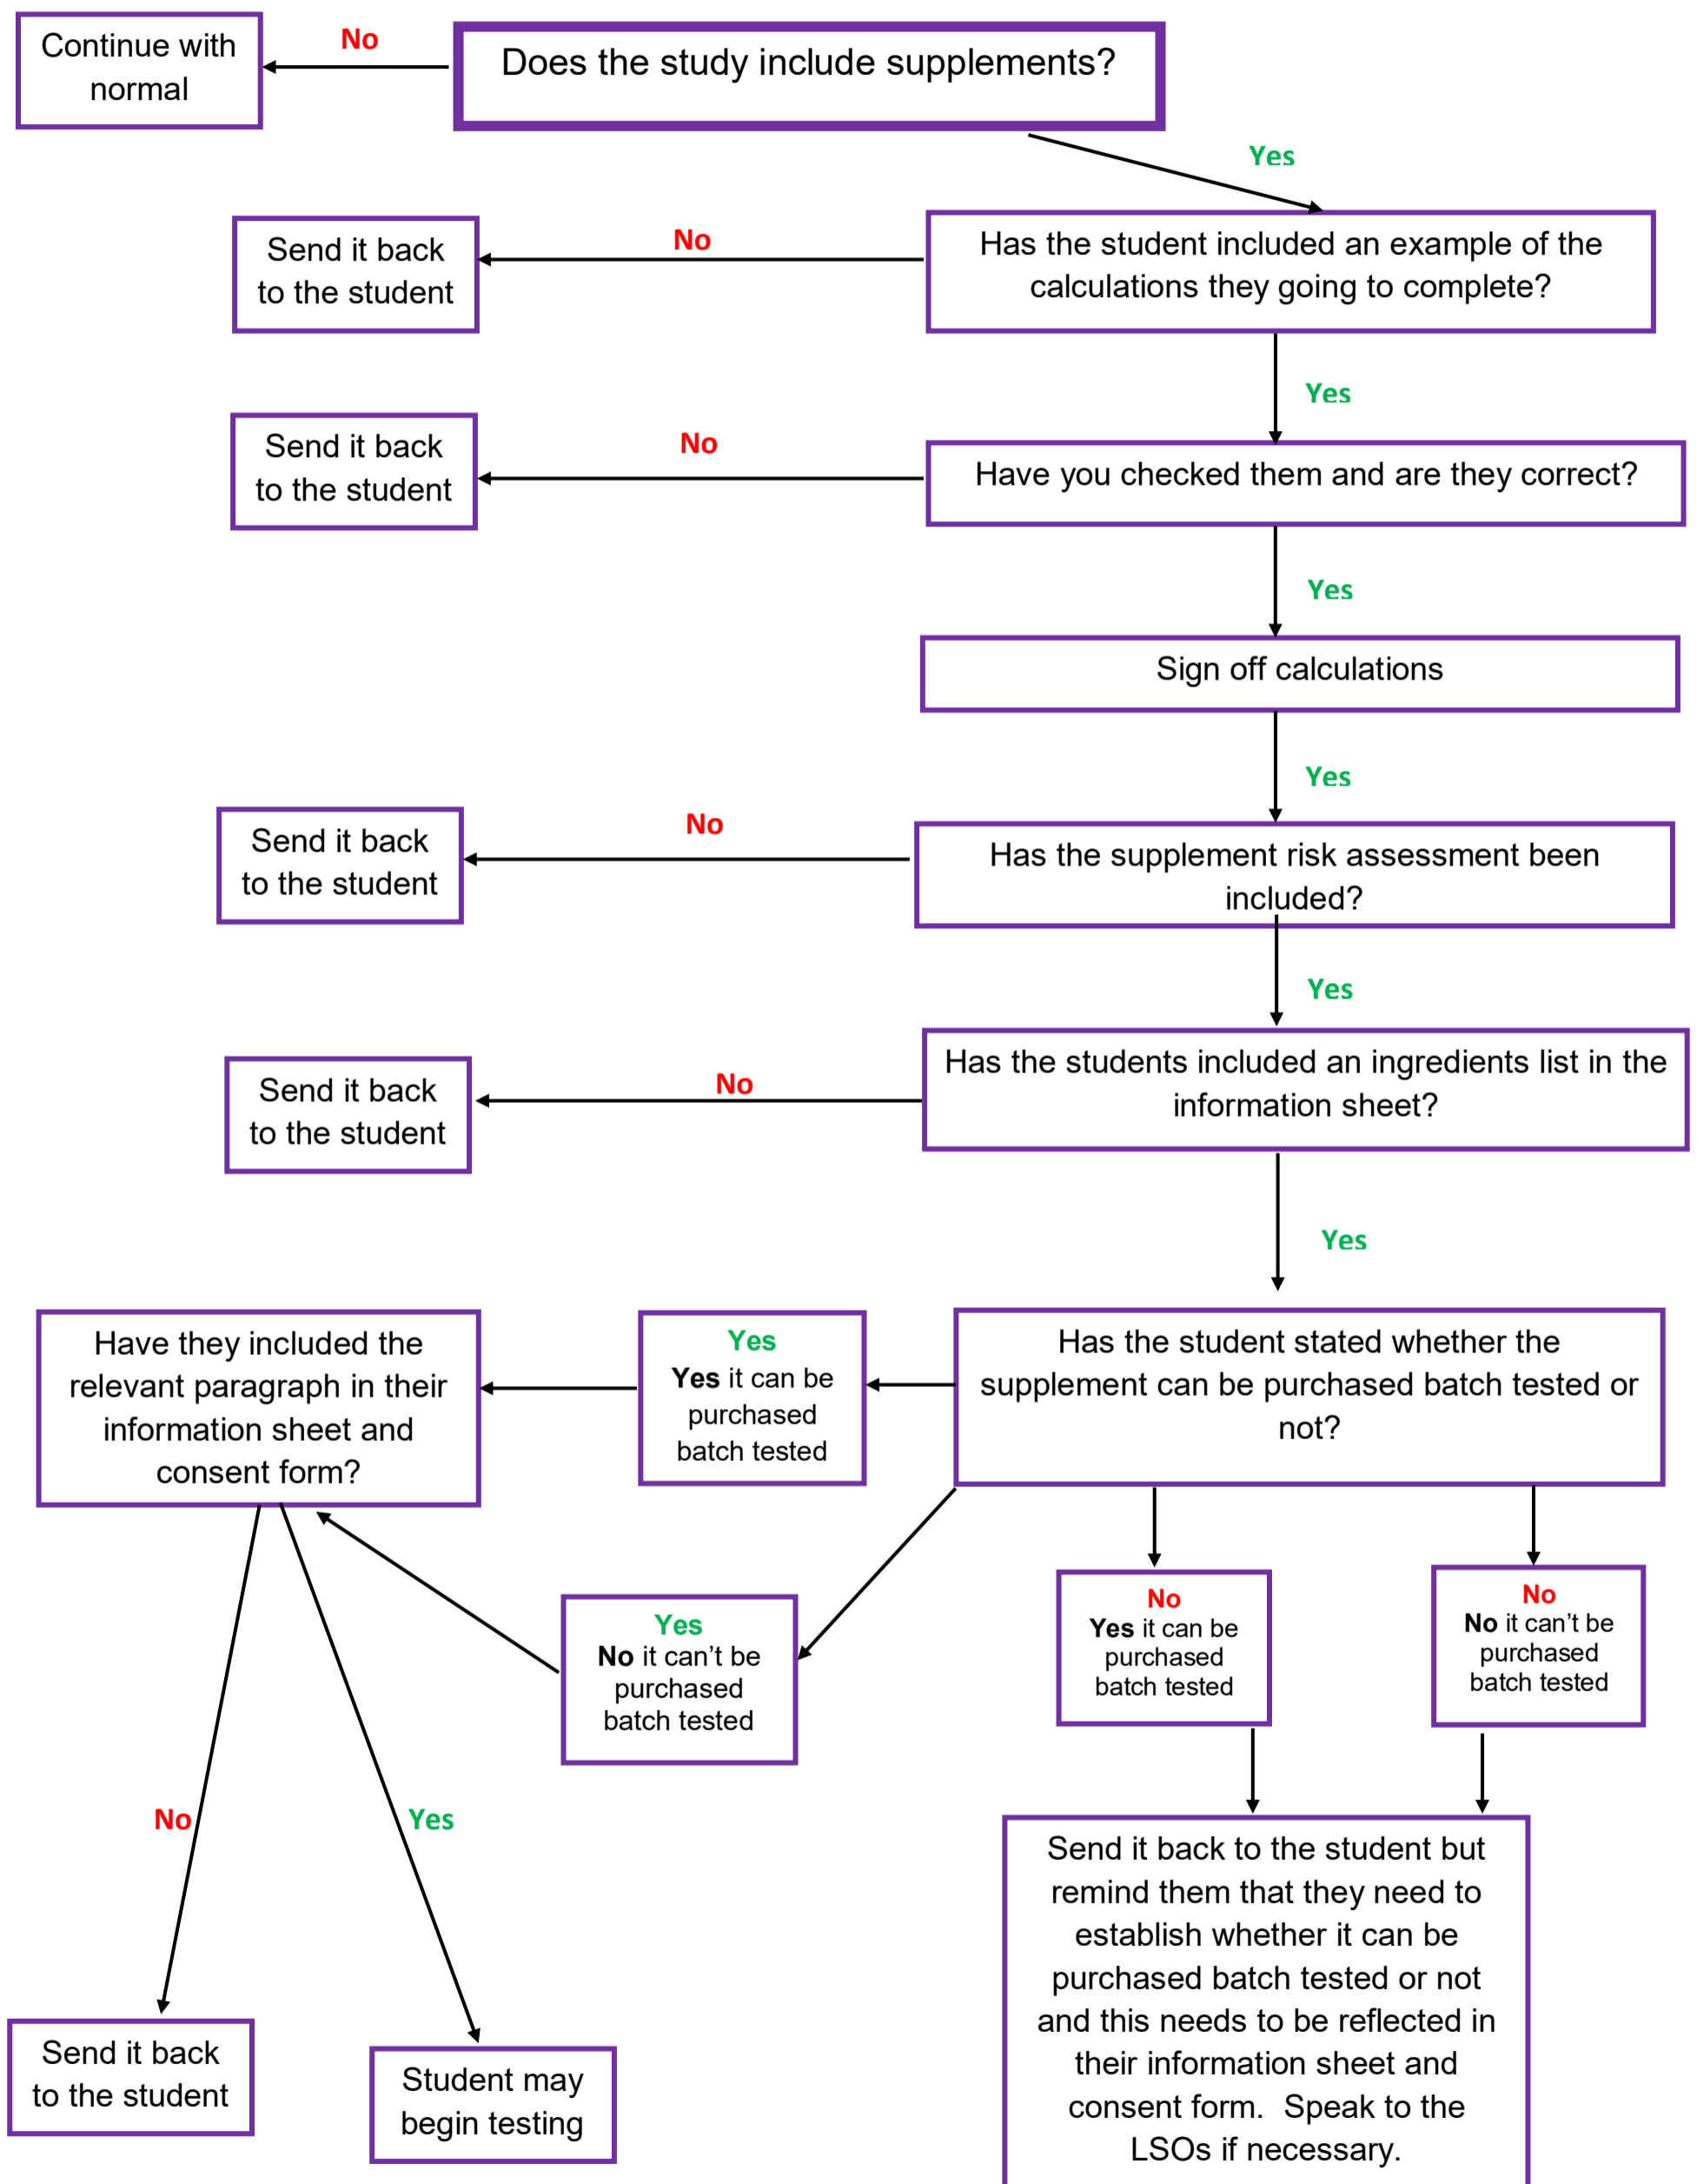 Continue with
normal
No
Does the study include supplements?
Yes
Send it back
to the student
No
Has the student included an example of the
calculations they going to complete?
Yes
Send it back
to the student
No
Have you checked them and are they correct?
Yes
Sign off calculations
Yes
Send it back
to the student
No
Has the supplement risk assessment been
included?
Yes
Send it back
to the student
No
Has the students included an ingredients list in the
information sheet?
Yes
Have they included the
relevant paragraph in their
information sheet and
consent form?
Yes
Yes it can be
purchased
batch tested
Has the student stated whether the
supplement can be purchased batch tested or
not?
Yes
No it can’t be
purchased
batch tested
No
Yes it can be
purchased
batch tested
No
No it can’t be
purchased
batch tested
No
Yes
Send it back
to the student
Student may
begin testing
Send it back to the student but
remind them that they need to
establish whether it can be
purchased batch tested or not
and this needs to be reflected in
their information sheet and
consent form.  Speak to the
LSOs if necessary.